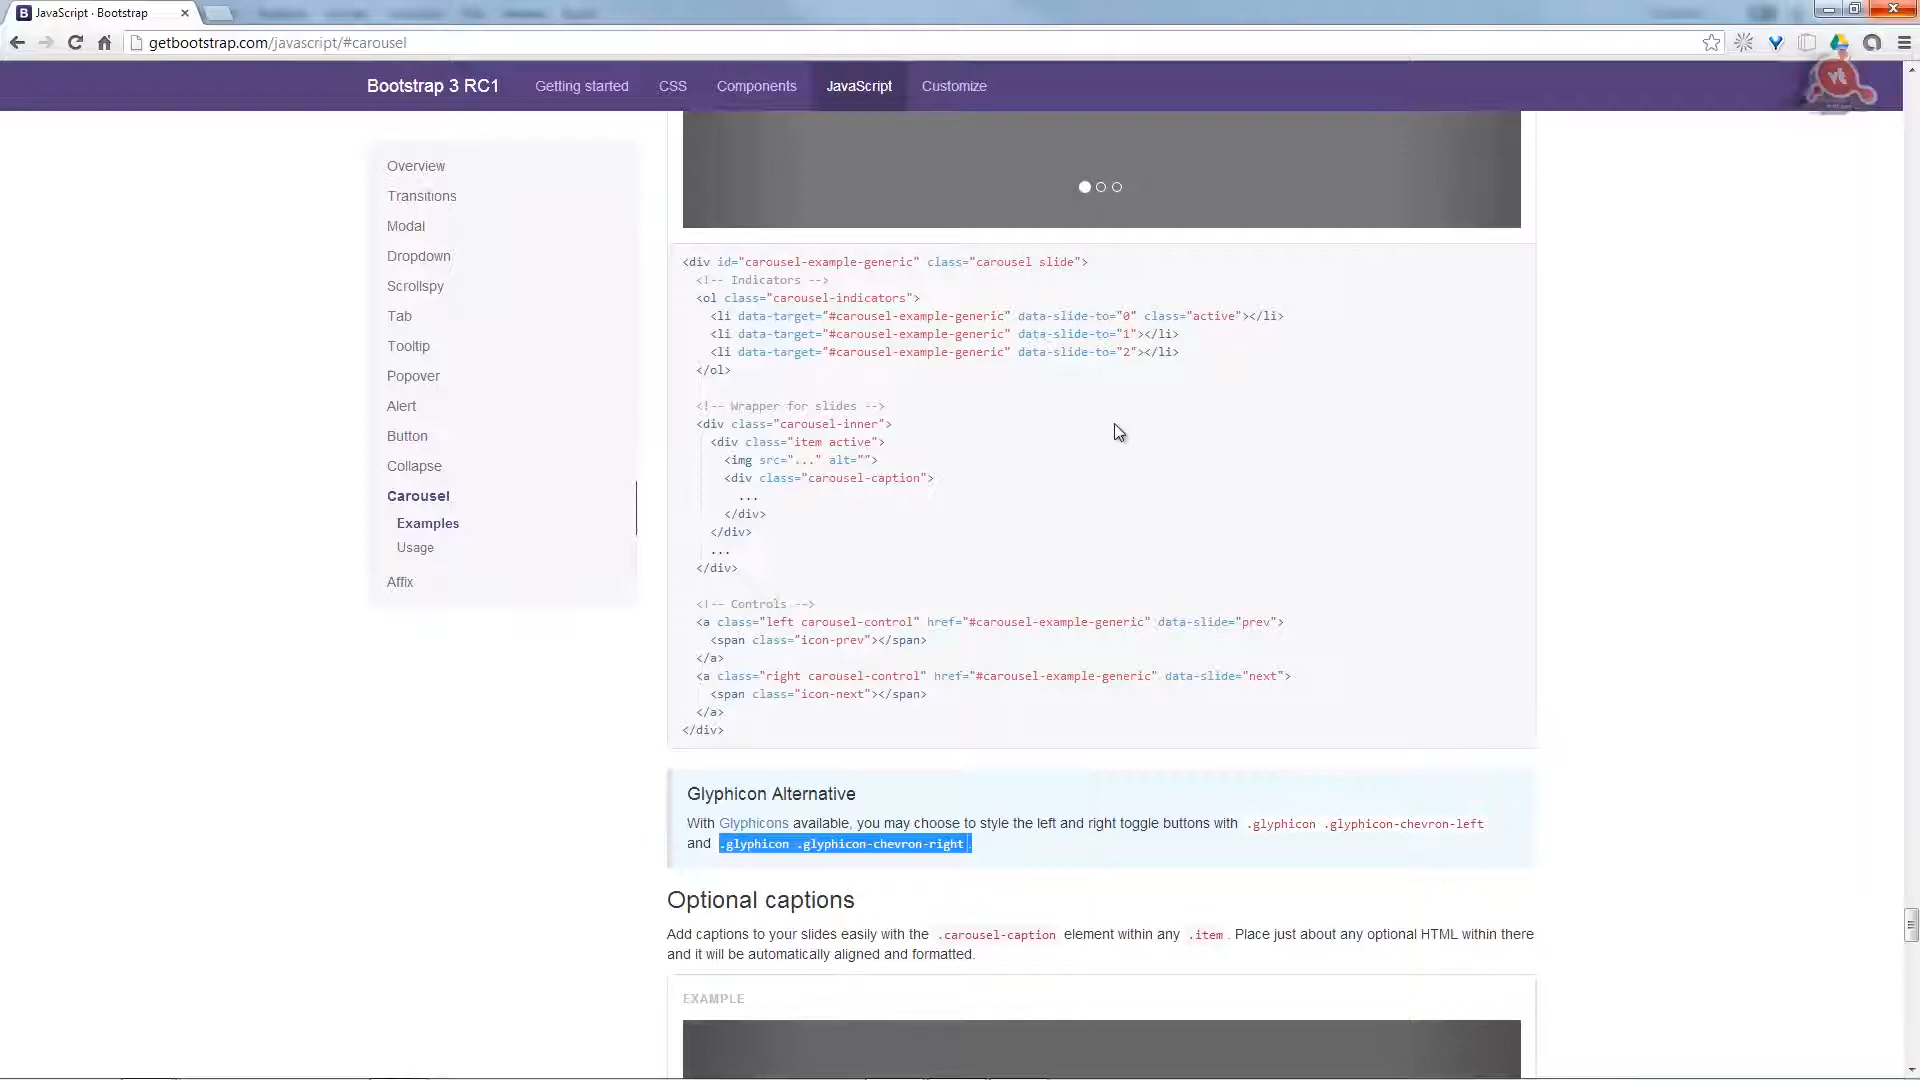 JavaScript · Bootstrap
getbootstrap.com/javascript/#carousel
Bootstrap 3 RC1 Getting started CSS Components JavaScript Customize
Overview
Transitions
Modal
Dropdown
Scrollspy
Tab
Tooltip
Popover
Alert
Button
Collapse
Carousel
Examples
Usage
Affix
<div id="carousel-example-generic" class="carousel slide">
<!-- Indicators -->
<ol class="carousel-indicators">
<li data-target="#carousel-example-generic" data-slide-to="0" class="active"></li>
<li data-target="#carousel-example-generic" data-slide-to="1"></li>
<li data-target="#carousel-example-generic" data-slide-to="2"></li>
</ol>
<!-- Wrapper for slides -->
<div class="carousel-inner">
<div class="item active">
<img src="..." alt="">
<div class="carousel-caption">
...
</div>
</div>
...
</div>
<!-- Controls -->
<a class="left carousel-control" href="#carousel-example-generic" data-slide="prev">
<span class="icon-prev"></span>
</a>
<a class="right carousel-control" href="#carousel-example-generic" data-slide="next">
<span class="icon-next"></span>
</a>
</div>
Glyphicon Alternative
With Glyphicons available, you may choose to style the left and right toggle buttons with .glyphicon .glyphicon-chevron-left
and .glyphicon .glyphicon-chevron-right .
Optional captions
Add captions to your slides easily with the .carousel-caption element within any .item . Place just about any optional HTML within there
and it will be automatically aligned and formatted.
EXAMPLE